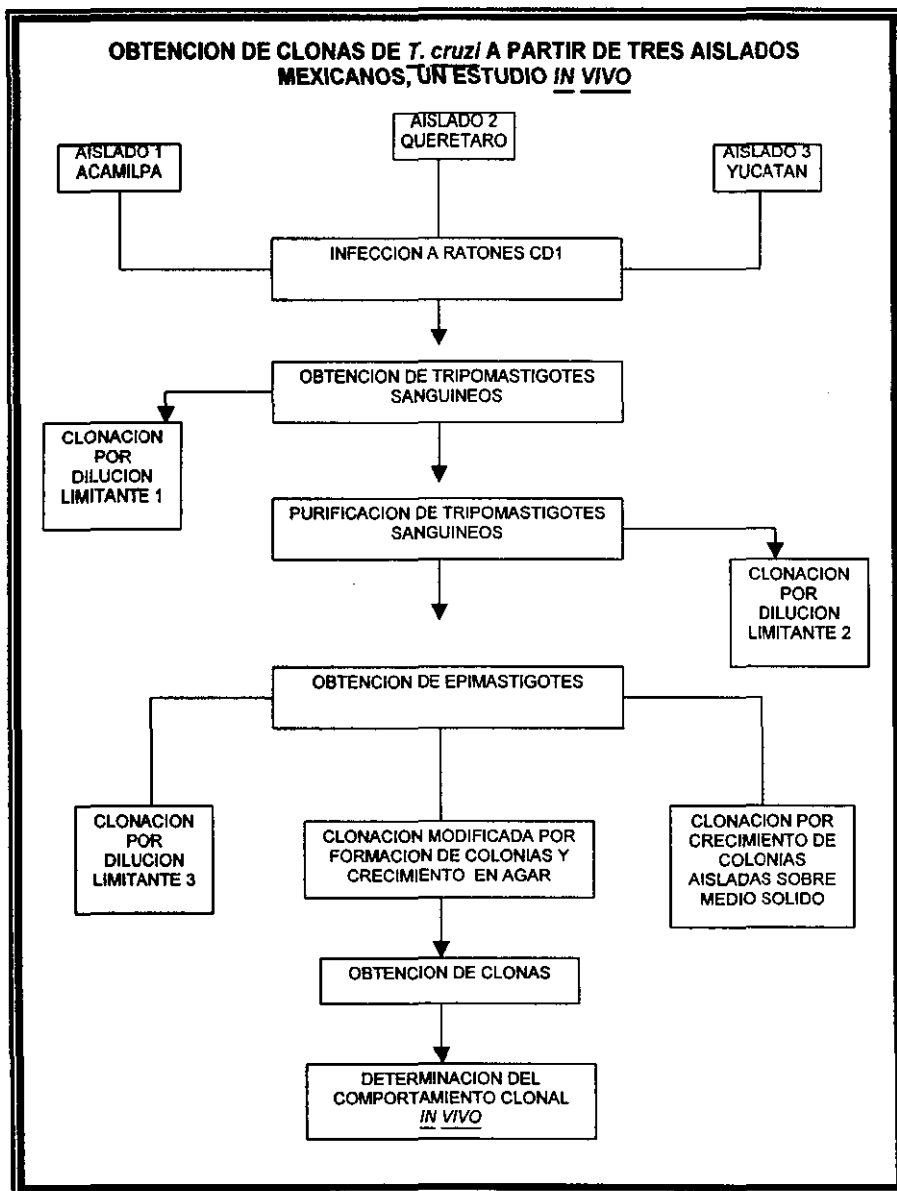 OBTENCION DE CLONAS DE T. cruzi A PARTIR DE TRES AISLADOS
MEXICANOS, UN ESTUDIO IN VIVO
AISLADO 1
ACAMILPA
AISLADO 2
QUERETARO
AISLADO 3
YUCATAN
INFECCION A RATONES CD1
OBTENCION DE TRIPOMASTIGOTES
SANGUINEOS
CLONACION
POR
DILUCION
LIMITANTE 1
PURIFICACION DE TRIPOMASTIGOTES
SANGUINEOS
CLONACION
POR
DILUCION
LIMITANTE 2
OBTENCION DE EPIMASTIGOTES
CLONACION
POR
DILUCION
LIMITANTE 3
CLONACION MODIFICADA POR
FORMACION DE COLONIAS Y
CRECIMIENTO EN AGAR
CLONACION POR
CRECIMIENTO DE
COLONIAS
AISLADAS SOBRE
MEDIO SOLIDO
OBTENCION DE CLONAS
DETERMINACION DEL
COMPORTAMIENTO CLONAL
IN VIVO